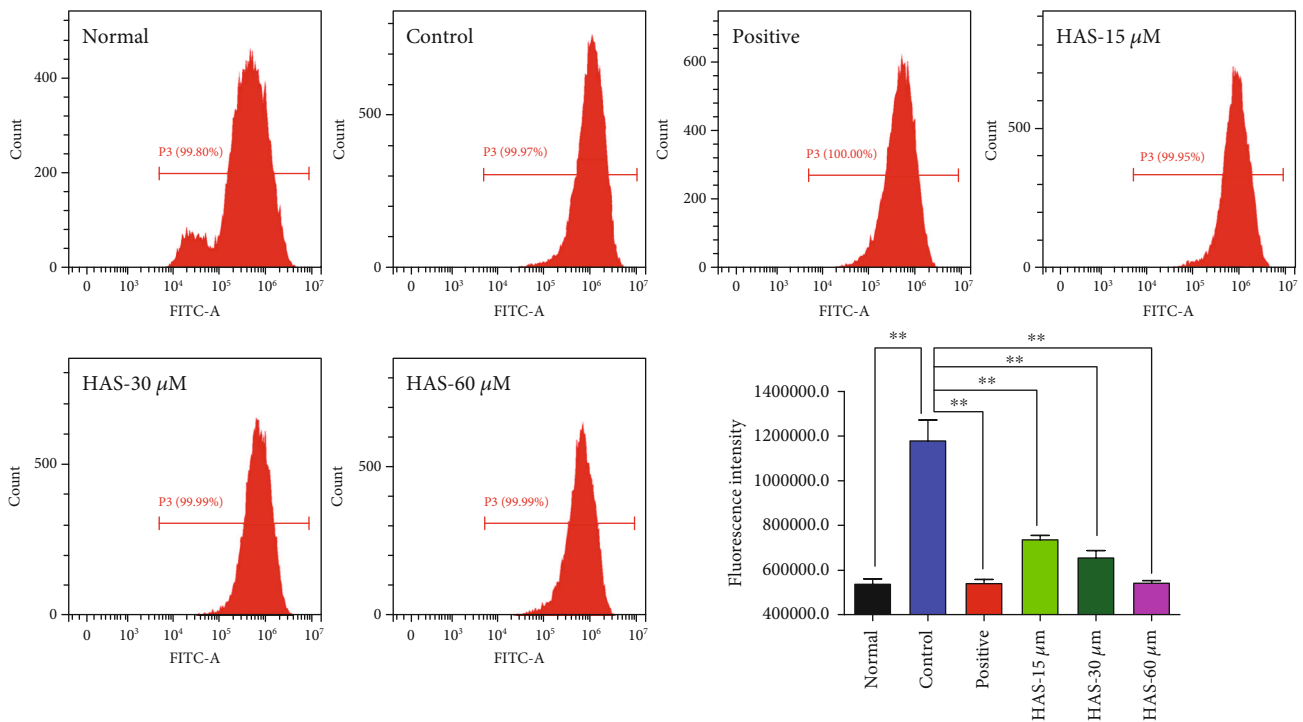 Normal
Count
400
200
0
P3 (99.80%)
0 10³ 10⁴ 10⁵ 10⁶ 10⁷
FITC-A
Control
Count
500
0
P3 (99.97%)
0 10³ 10⁴ 10⁵ 10⁶ 10⁷
FITC-A
Positive
Count
600
400
200
0
P3 (100.00%)
0 10³ 10⁴ 10⁵ 10⁶ 10⁷
FITC-A
HAS-15 μM
Count
500
0
P3 (99.95%)
0 10³ 10⁴ 10⁵ 10⁶ 10⁷
FITC-A
HAS-30 μM
Count
500
0
P3 (99.99%)
0 10³ 10⁴ 10⁵ 10⁶ 10⁷
FITC-A
HAS-60 μM
Count
500
0
P3 (99.99%)
0 10³ 10⁴ 10⁵ 10⁶ 10⁷
FITC-A
**
**
**
**
**
Fluorescence intensity
1400000.0
1200000.0
1000000.0
800000.0
600000.0
400000.0
Normal
Control
Positive
HAS-15 μm
HAS-30 μm
HAS-60 μm